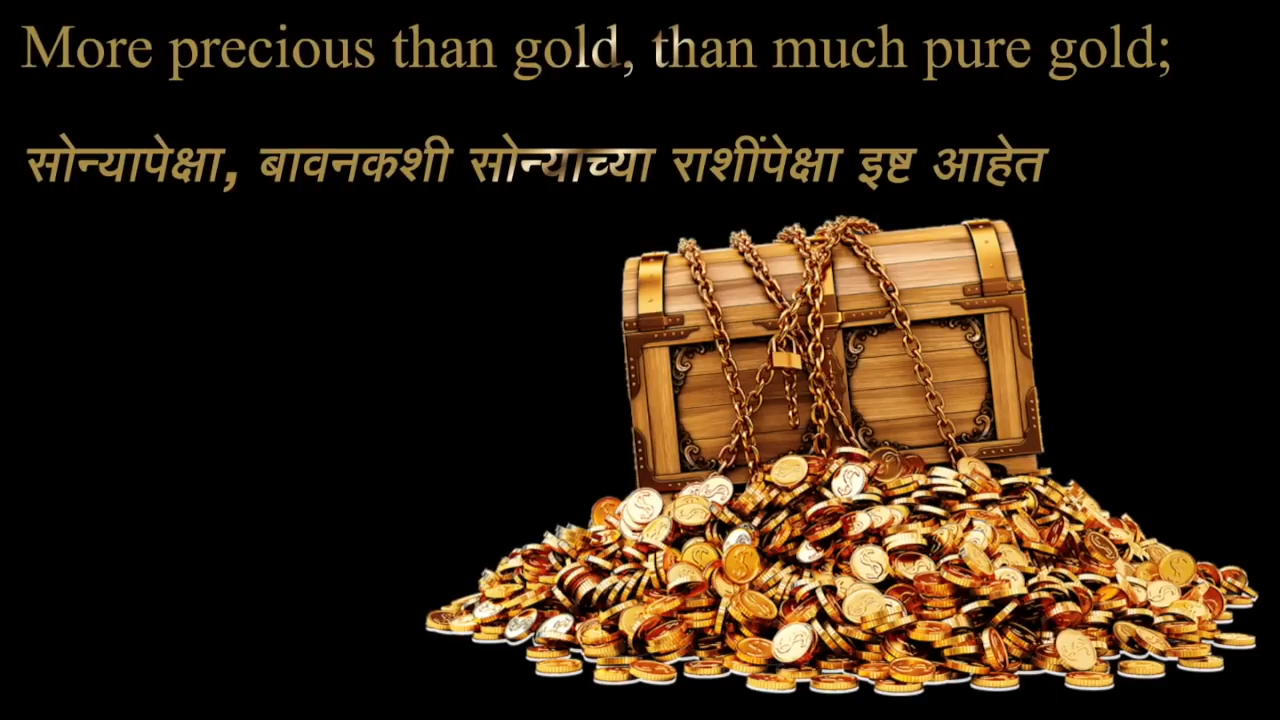 More precious than gold, than much pure gold;
सोन्यापेक्षा, बावनकशी सोन्याच्या राशींपेक्षा इष्ट आहेत